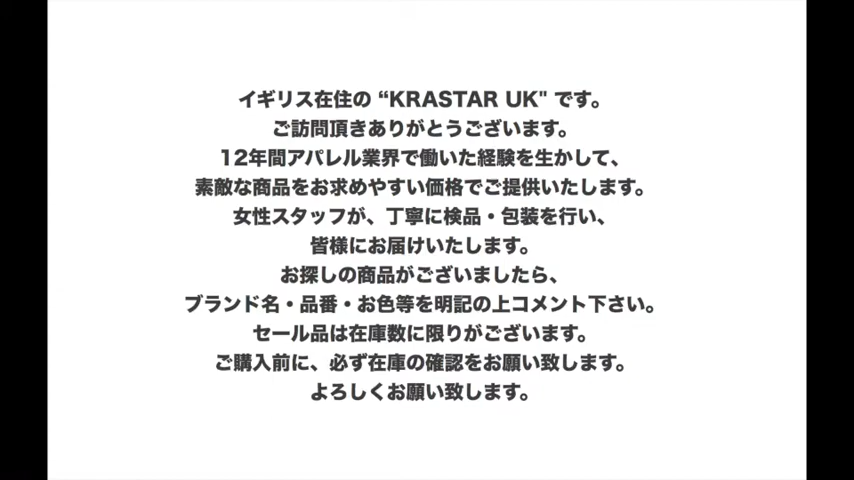 イギリス在住の “KRASTAR UK" です。
ご訪問頂きありがとうございます。
12年間アパレル業界で働いた経験を生かして、
素敵な商品をお求めやすい価格でご提供いたします。
女性スタッフが、丁寧に検品・包装を行い、
皆様にお届けいたします。
お探しの商品がございましたら、
ブランド名・品番・お色等を明記の上コメント下さい。
セール品は在庫数に限りがございます。
ご購入前に、必ず在庫の確認をお願い致します。
よろしくお願い致します。